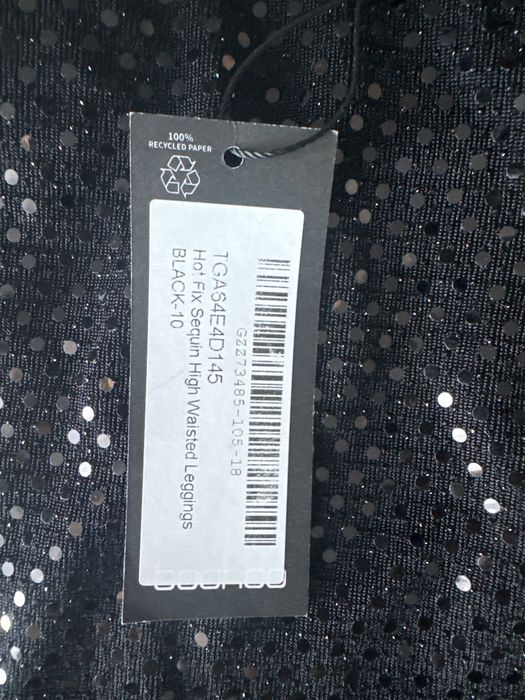 100%
RECYCLED PAPER
GZZ73485-105-18
TGA64E4D145
Hot Fix Sequin High Waisted Leggings
BLACK-10
boohoo